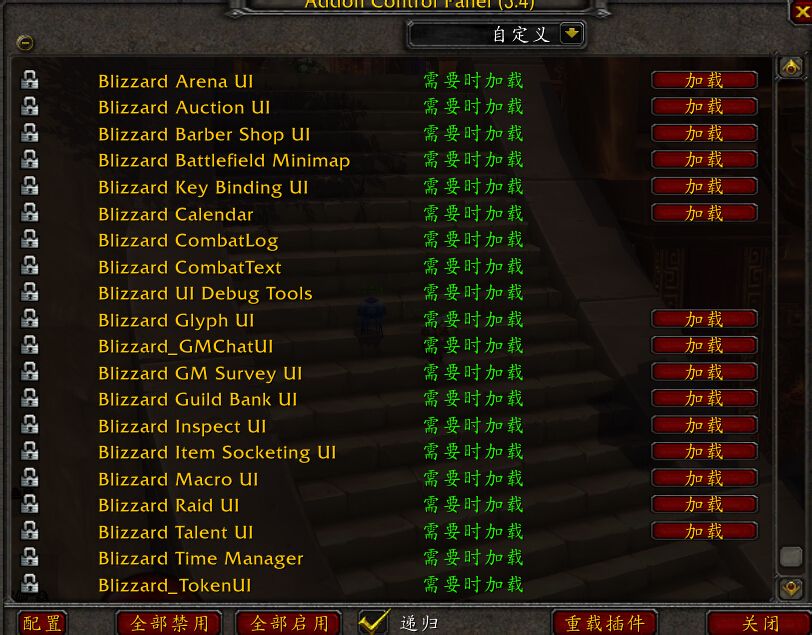 Addon Control Panel (3.4)
自定义
Blizzard Arena UI 需要时加载 加载
Blizzard Auction UI 需要时加载 加载
Blizzard Barber Shop UI 需要时加载 加载
Blizzard Battlefield Minimap 需要时加载 加载
Blizzard Key Binding UI 需要时加载 加载
Blizzard Calendar 需要时加载 加载
Blizzard CombatLog 需要时加载
Blizzard CombatText 需要时加载
Blizzard UI Debug Tools 需要时加载
Blizzard Glyph UI 需要时加载 加载
Blizzard_GMChatUI 需要时加载 加载
Blizzard GM Survey UI 需要时加载 加载
Blizzard Guild Bank UI 需要时加载 加载
Blizzard Inspect UI 需要时加载 加载
Blizzard Item Socketing UI 需要时加载 加载
Blizzard Macro UI 需要时加载 加载
Blizzard Raid UI 需要时加载 加载
Blizzard Talent UI 需要时加载 加载
Blizzard Time Manager 需要时加载
Blizzard_TokenUI 需要时加载
配置 全部禁用 全部启用 递归 重载插件 关闭